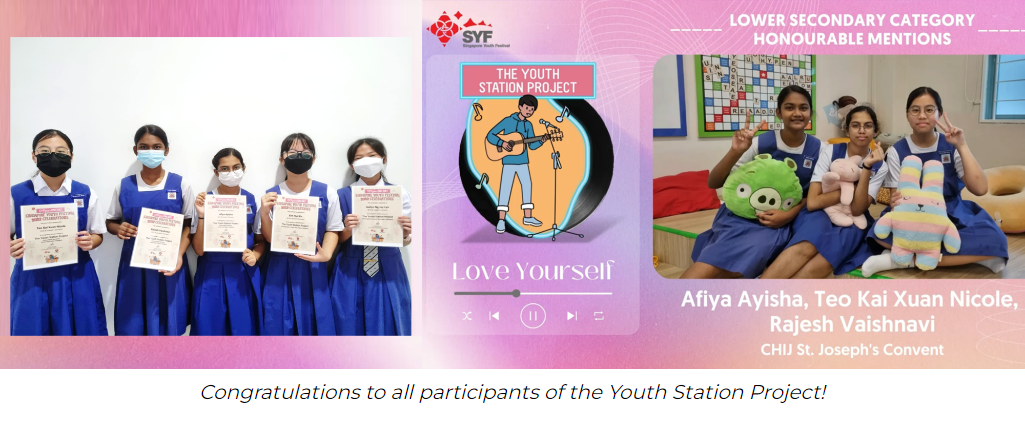 SYF
Singapore Youth Festival
THE YOUTH
STATION PROJECT
Love Yourself
LOWER SECONDARY CATEGORY
HONOURABLE MENTIONS
Afiya Ayisha, Teo Kai Xuan Nicole,
Rajesh Vaishnavi
CHIJ St. Joseph's Convent
Congratulations to all participants of the Youth Station Project!